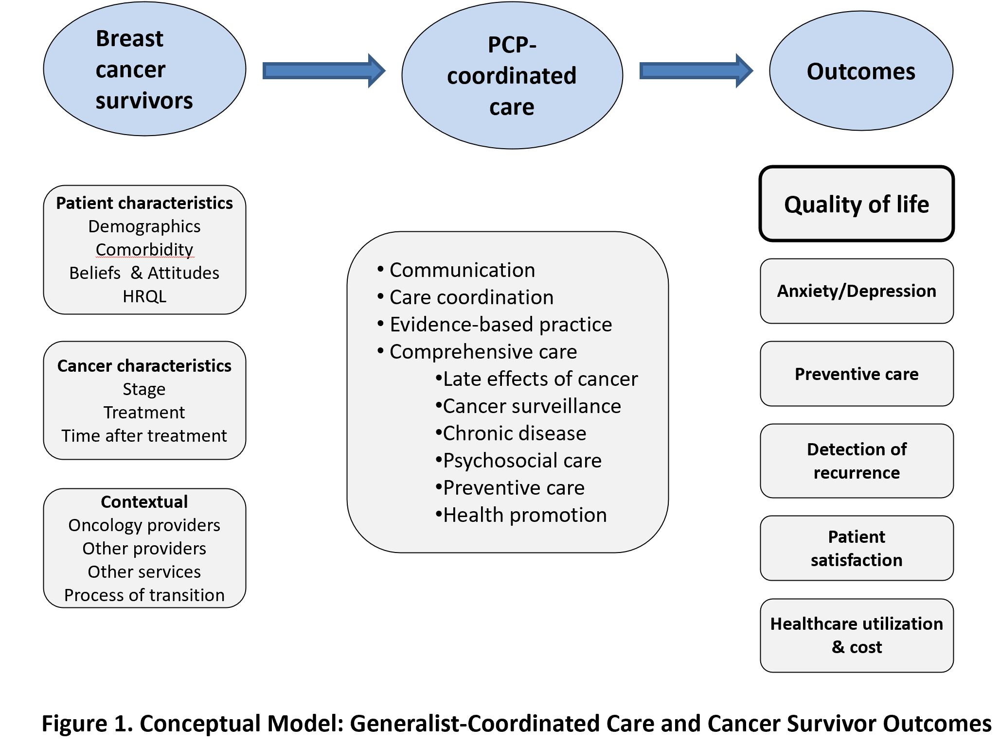 Breast
cancer
survivors
PCP-
coordinated
care
Outcomes
Patient characteristics
Demographics
Comorbidity
Beliefs & Attitudes
HRQL
Cancer characteristics
Stage
Treatment
Time after treatment
Contextual
Oncology providers
Other providers
Other services
Process of transition
• Communication
• Care coordination
• Evidence-based practice
• Comprehensive care
•Late effects of cancer
•Cancer surveillance
•Chronic disease
•Psychosocial care
•Preventive care
•Health promotion
Quality of life
Anxiety/Depression
Preventive care
Detection of
recurrence
Patient
satisfaction
Healthcare utilization
& cost
Figure 1. Conceptual Model: Generalist-Coordinated Care and Cancer Survivor Outcomes